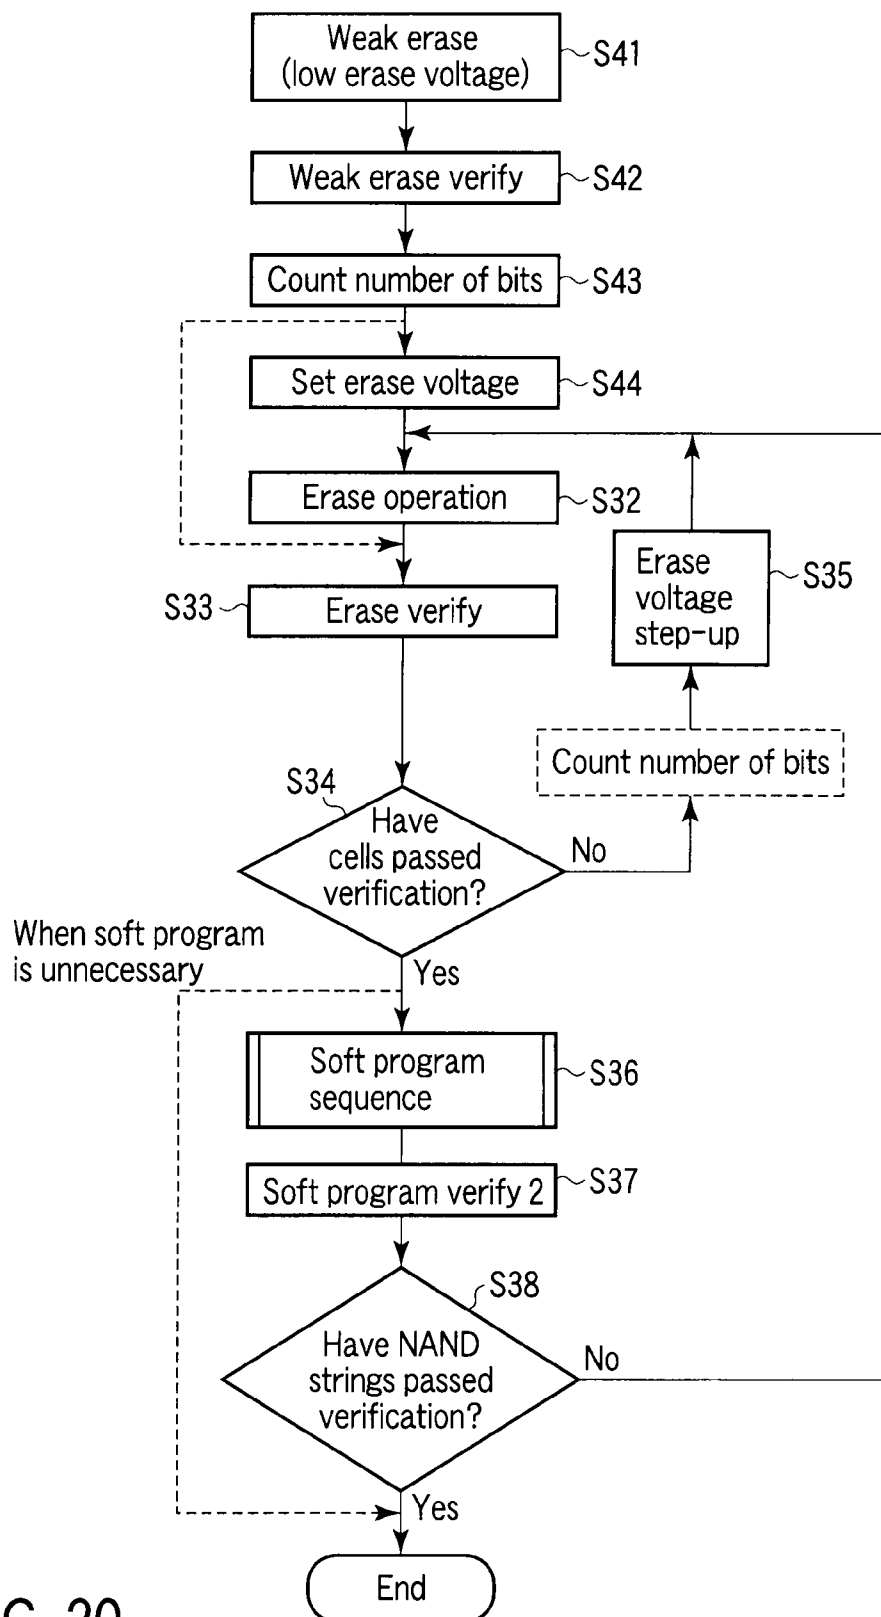 Weak erase
(low erase voltage)
S41
Weak erase verify
S42
Count number of bits
S43
Set erase voltage
S44
Erase operation
S32
Erase
voltage
step-up
S35
S33
Erase verify
Count number of bits
S34
Have
cells passed
verification?
No
When soft program
is unnecessary
Yes
Soft program
sequence
S36
Soft program verify 2
S37
S38
Have NAND
strings passed
verification?
No
Yes
End
G. 20